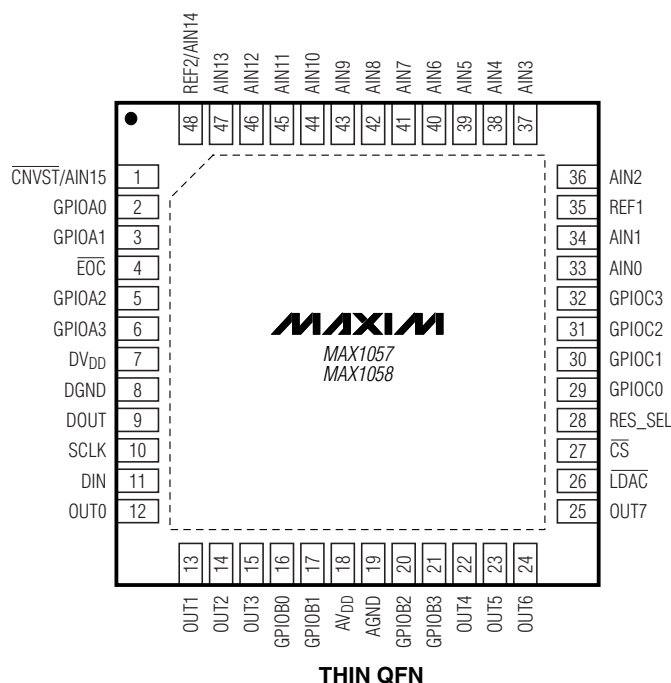 REF2/AIN14
AIN13
AIN12
AIN11
AIN10
AIN9
AIN8
AIN7
AIN6
AIN5
AIN4
AIN3
48
47
46
45
44
43
42
41
40
39
38
37
CNVST/AIN15 1
GPIOA0 2
GPIOA1 3
EOC 4
GPIOA2 5
GPIOA3 6
DVDD 7
DGND 8
DOUT 9
SCLK 10
DIN 11
OUT0 12
MAXIM
MAX1057
MAX1058
36 AIN2
35 REF1
34 AIN1
33 AIN0
32 GPIOC3
31 GPIOC2
30 GPIOC1
29 GPIOC0
28 RES_SEL
27 CS
26 LDAC
25 OUT7
13
14
15
16
17
18
19
20
21
22
23
24
OUT1
OUT2
OUT3
GPIOB0
GPIOB1
AVDD
AGND
GPIOB2
GPIOB3
OUT4
OUT5
OUT6
THIN QFN